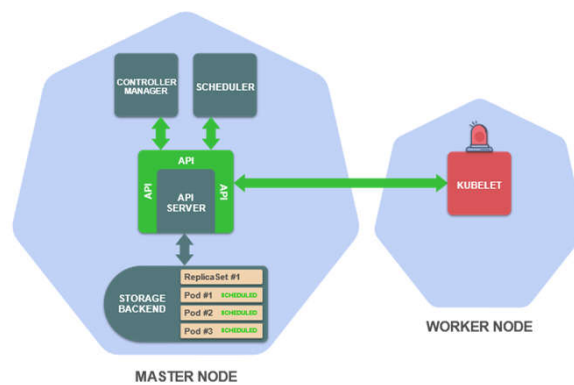 CONTROLLER
MANAGER
SCHEDULER
API
API
API
API
SERVER
KUBELET
STORAGE
BACKEND
ReplicaSet #1
Pod #1 SCHEDULED
Pod #2 SCHEDULED
Pod #3 SCHEDULED
WORKER NODE
MASTER NODE